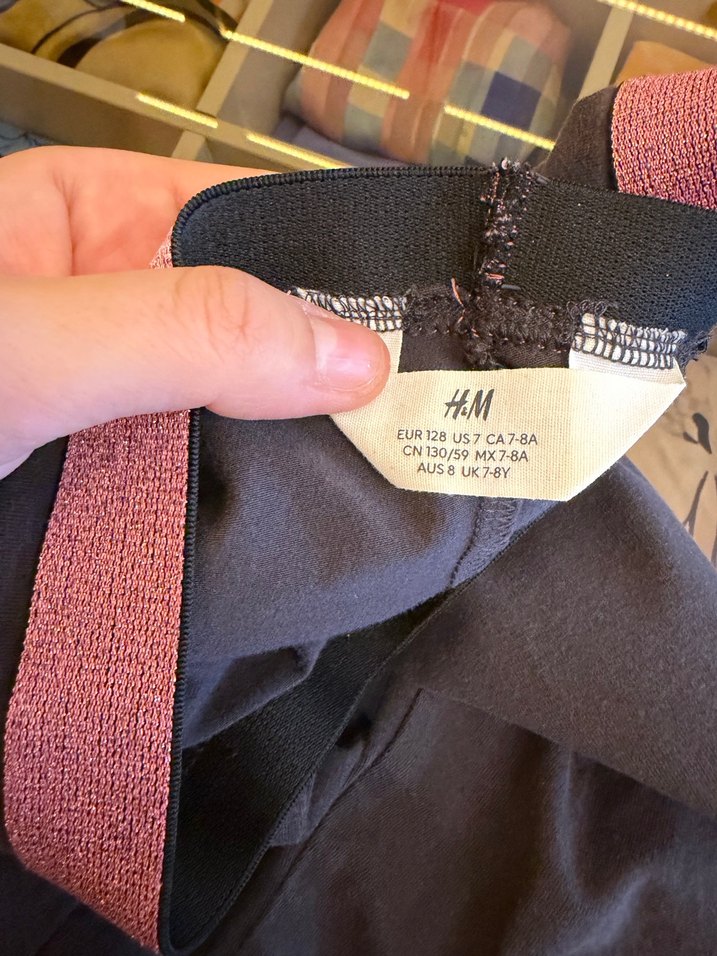 H&M
EUR 128 US 7 CA 7-8A
CN 130/59 MX 7-8A
AUS 8 UK 7-8Y